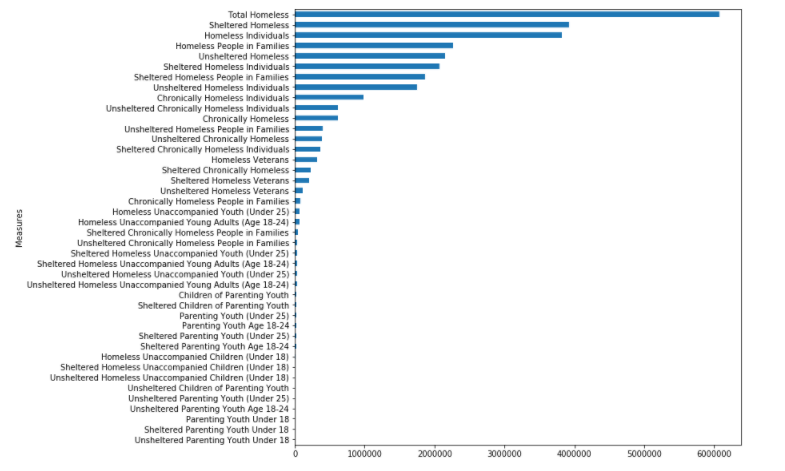 Total Homeless
Sheltered Homeless
Homeless Individuals
Homeless People in Families
Unsheltered Homeless
Sheltered Homeless Individuals
Sheltered Homeless People in Families
Unsheltered Homeless Individuals
Chronically Homeless Individuals
Unsheltered Chronically Homeless Individuals
Chronically Homeless
Unsheltered Homeless People in Families
Unsheltered Chronically Homeless
Sheltered Chronically Homeless Individuals
Homeless Veterans
Sheltered Chronically Homeless
Sheltered Homeless Veterans
Unsheltered Homeless Veterans
Chronically Homeless People in Families
Homeless Unaccompanied Youth (Under 25)
Homeless Unaccompanied Young Adults (Age 18-24)
Sheltered Chronically Homeless People in Families
Unsheltered Chronically Homeless People in Families
Sheltered Homeless Unaccompanied Youth (Under 25)
Sheltered Homeless Unaccompanied Young Adults (Age 18-24)
Unsheltered Homeless Unaccompanied Youth (Under 25)
Unsheltered Homeless Unaccompanied Young Adults (Age 18-24)
Children of Parenting Youth
Sheltered Children of Parenting Youth
Parenting Youth (Under 25)
Parenting Youth Age 18-24
Sheltered Parenting Youth (Under 25)
Sheltered Parenting Youth Age 18-24
Homeless Unaccompanied Children (Under 18)
Sheltered Homeless Unaccompanied Children (Under 18)
Unsheltered Homeless Unaccompanied Children (Under 18)
Unsheltered Children of Parenting Youth
Unsheltered Parenting Youth (Under 25)
Unsheltered Parenting Youth Age 18-24
Parenting Youth Under 18
Sheltered Parenting Youth Under 18
Unsheltered Parenting Youth Under 18
Measures
0 1000000 2000000 3000000 4000000 5000000 6000000